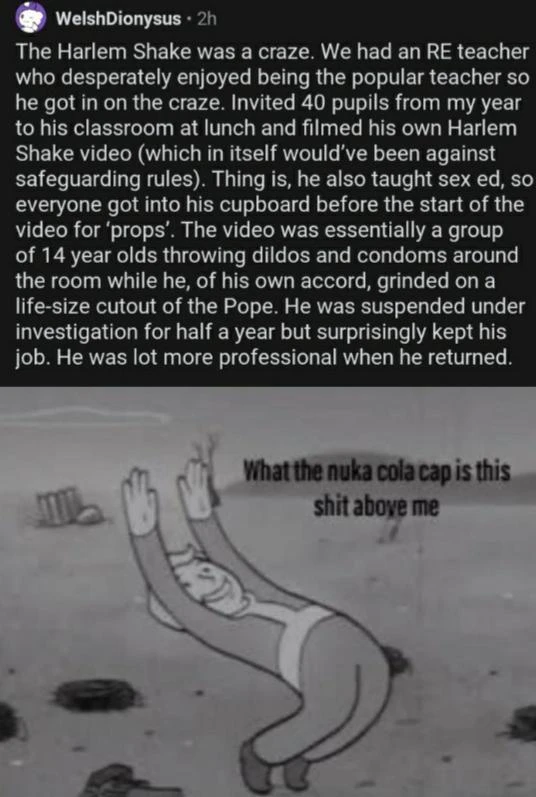 WelshDionysus • 2h
The Harlem Shake was a craze. We had an RE teacher
who desperately enjoyed being the popular teacher so
he got in on the craze. Invited 40 pupils from my year
to his classroom at lunch and filmed his own Harlem
Shake video (which in itself would've been against
safeguarding rules). Thing is, he also taught sex ed, so
everyone got into his cupboard before the start of the
video for 'props'. The video was essentially a group
of 14 year olds throwing dildos and condoms around
the room while he, of his own accord, grinded on a
life-size cutout of the Pope. He was suspended under
investigation for half a year but surprisingly kept his
job. He was lot more professional when he returned.
What the nuka cola cap is this
shit above me